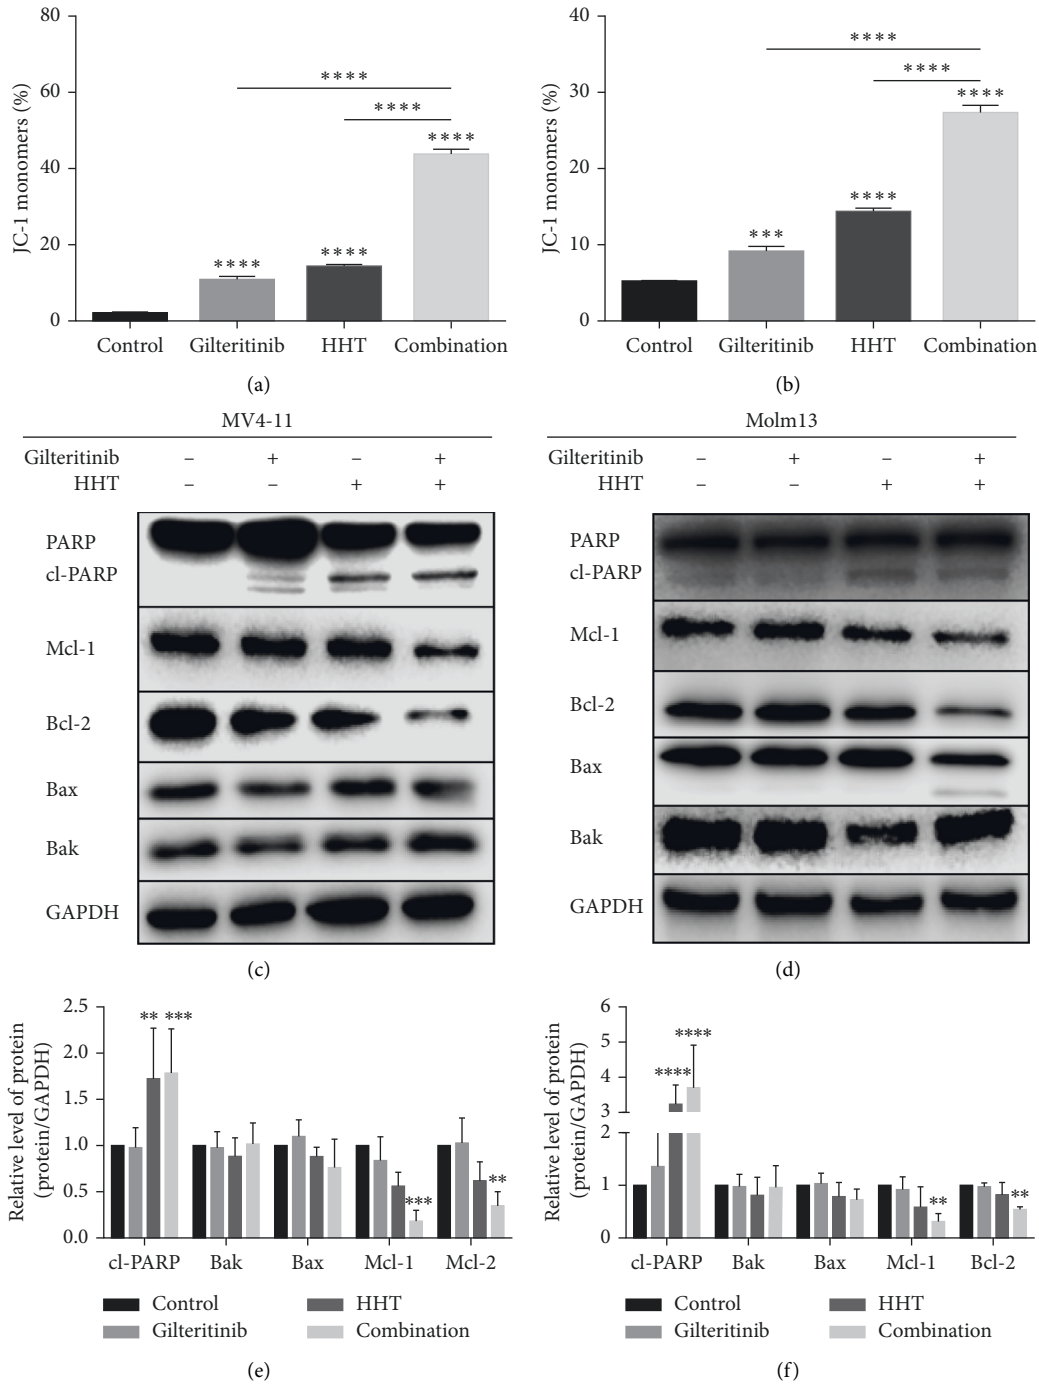 80
60
40
20
0
JC-1 monomers (%)
****
****
****
****
****
Control
Gilteritinib
HHT
Combination
(a)
40
30
20
10
0
JC-1 monomers (%)
****
****
****
****
***
Control
Gilteritinib
HHT
Combination
(b)
MV4-11
Gilteritinib – + – +
HHT – – + +
PARP
cl-PARP
Mcl-1
Bcl-2
Bax
Bak
GAPDH
(c)
Molm13
Gilteritinib – + – +
HHT – – + +
PARP
cl-PARP
Mcl-1
Bcl-2
Bax
Bak
GAPDH
(d)
2.5
2.0
1.5
1.0
0.5
0.0
Relative level of protein
(protein/GAPDH)
** ***
***
**
cl-PARP
Bak
Bax
Mcl-1
Mcl-2
Control
HHT
Gilteritinib
Combination
(e)
6
5
4
3
2
1
0
Relative level of protein
(protein/GAPDH)
****
****
**
**
cl-PARP
Bak
Bax
Mcl-1
Bcl-2
Control
HHT
Gilteritinib
Combination
(f)